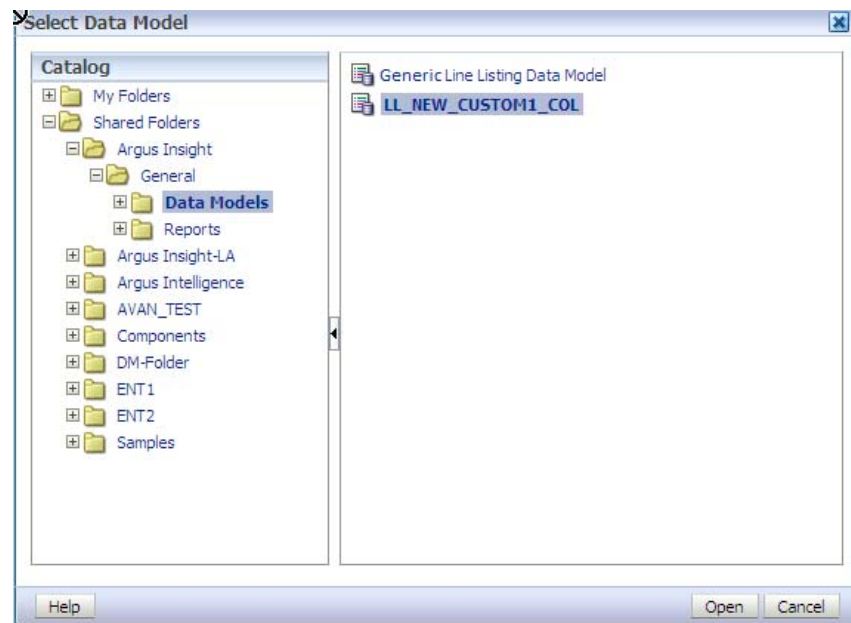 Select Data Model
Catalog
My Folders
Shared Folders
Argus Insight
General
Data Models
Reports
Argus Insight-LA
Argus Intelligence
AVAN_TEST
Components
DM-Folder
ENT1
ENT2
Samples
Generic Line Listing Data Model
LL_NEW_CUSTOM1_COL
Help
Open
Cancel